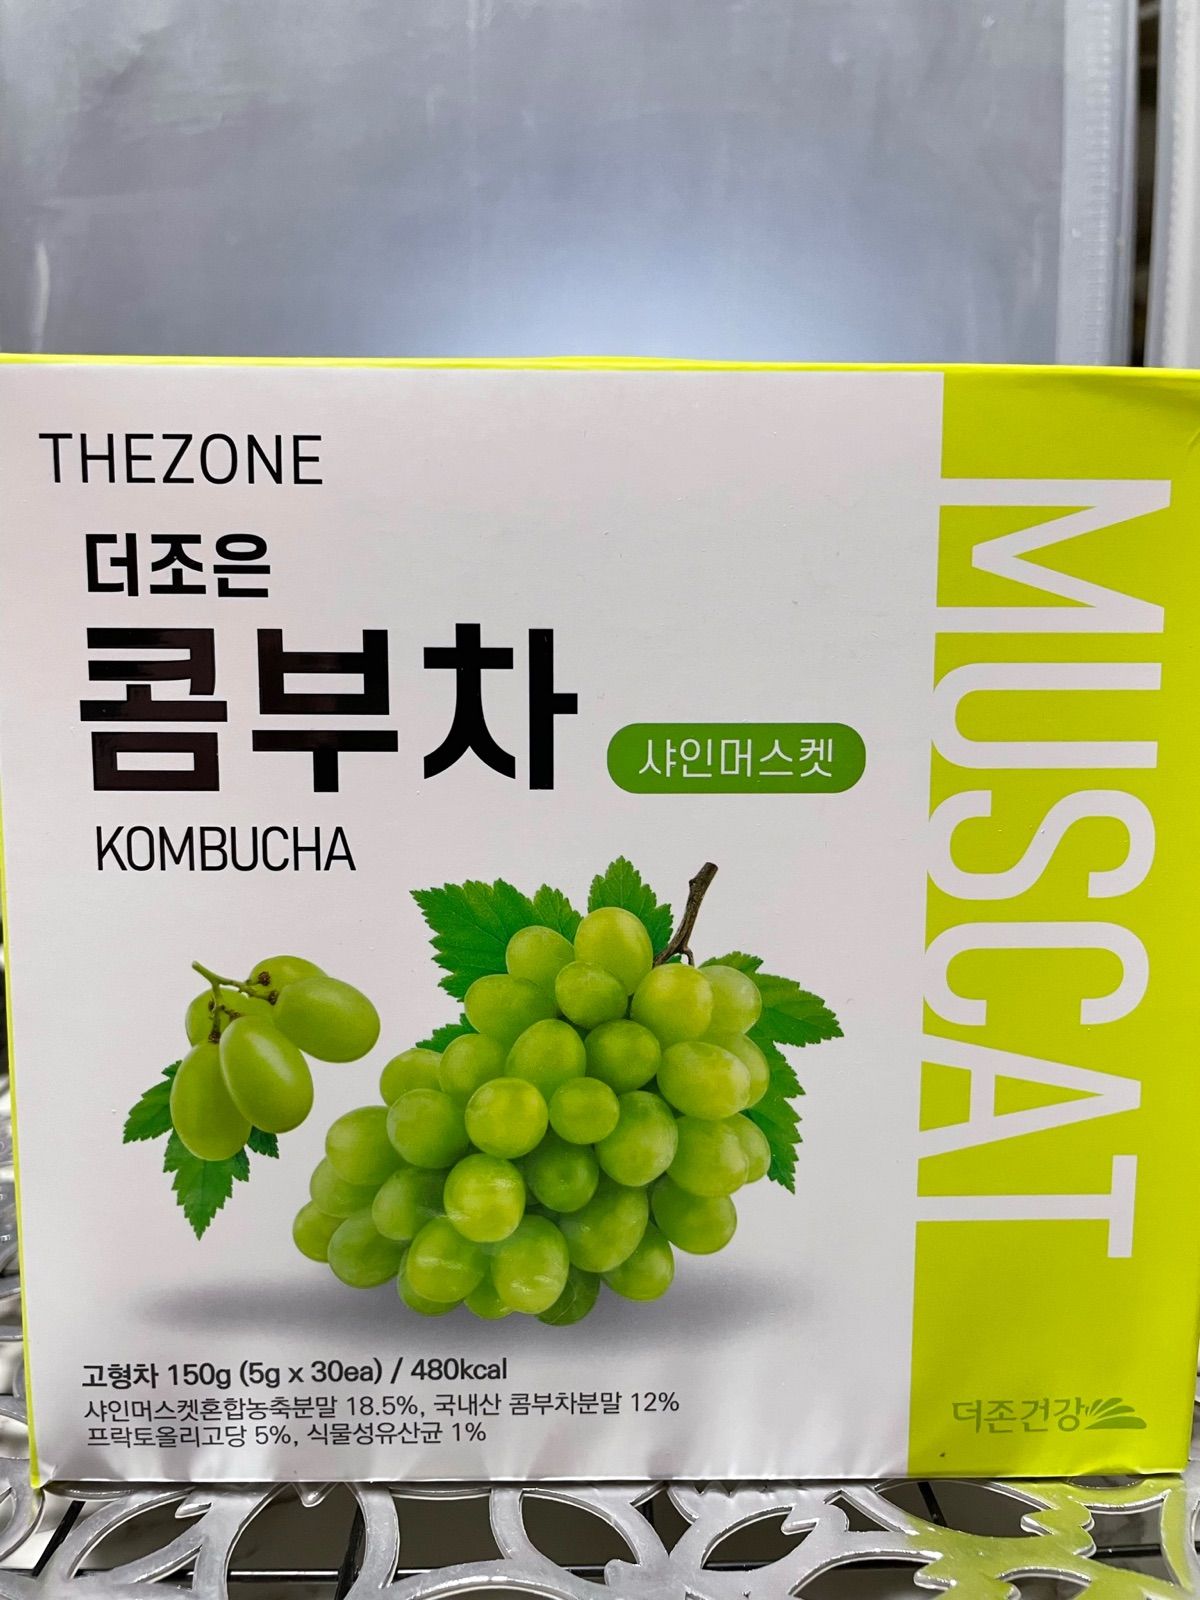 THEZONE
더조은
콤부차
샤인머스켓
KOMBUCHA
MUSCAT
고형차 150g (5g x 30ea) / 480kcal
샤인머스켓혼합농축분말 18.5%, 국내산 콤부차분말 12%
프락토올리고당 5%, 식물성유산균 1%
더존건강